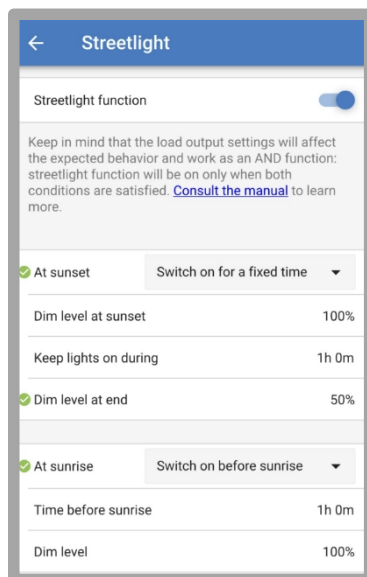 Streetlight
Streetlight function
Keep in mind that the load output settings will affect
the expected behavior and work as an AND function:
streetlight function will be on only when both
conditions are satisfied. Consult the manual to learn
more.
At sunset Switch on for a fixed time
Dim level at sunset 100%
Keep lights on during 1h 0m
Dim level at end 50%
At sunrise Switch on before sunrise
Time before sunrise 1h 0m
Dim level 100%